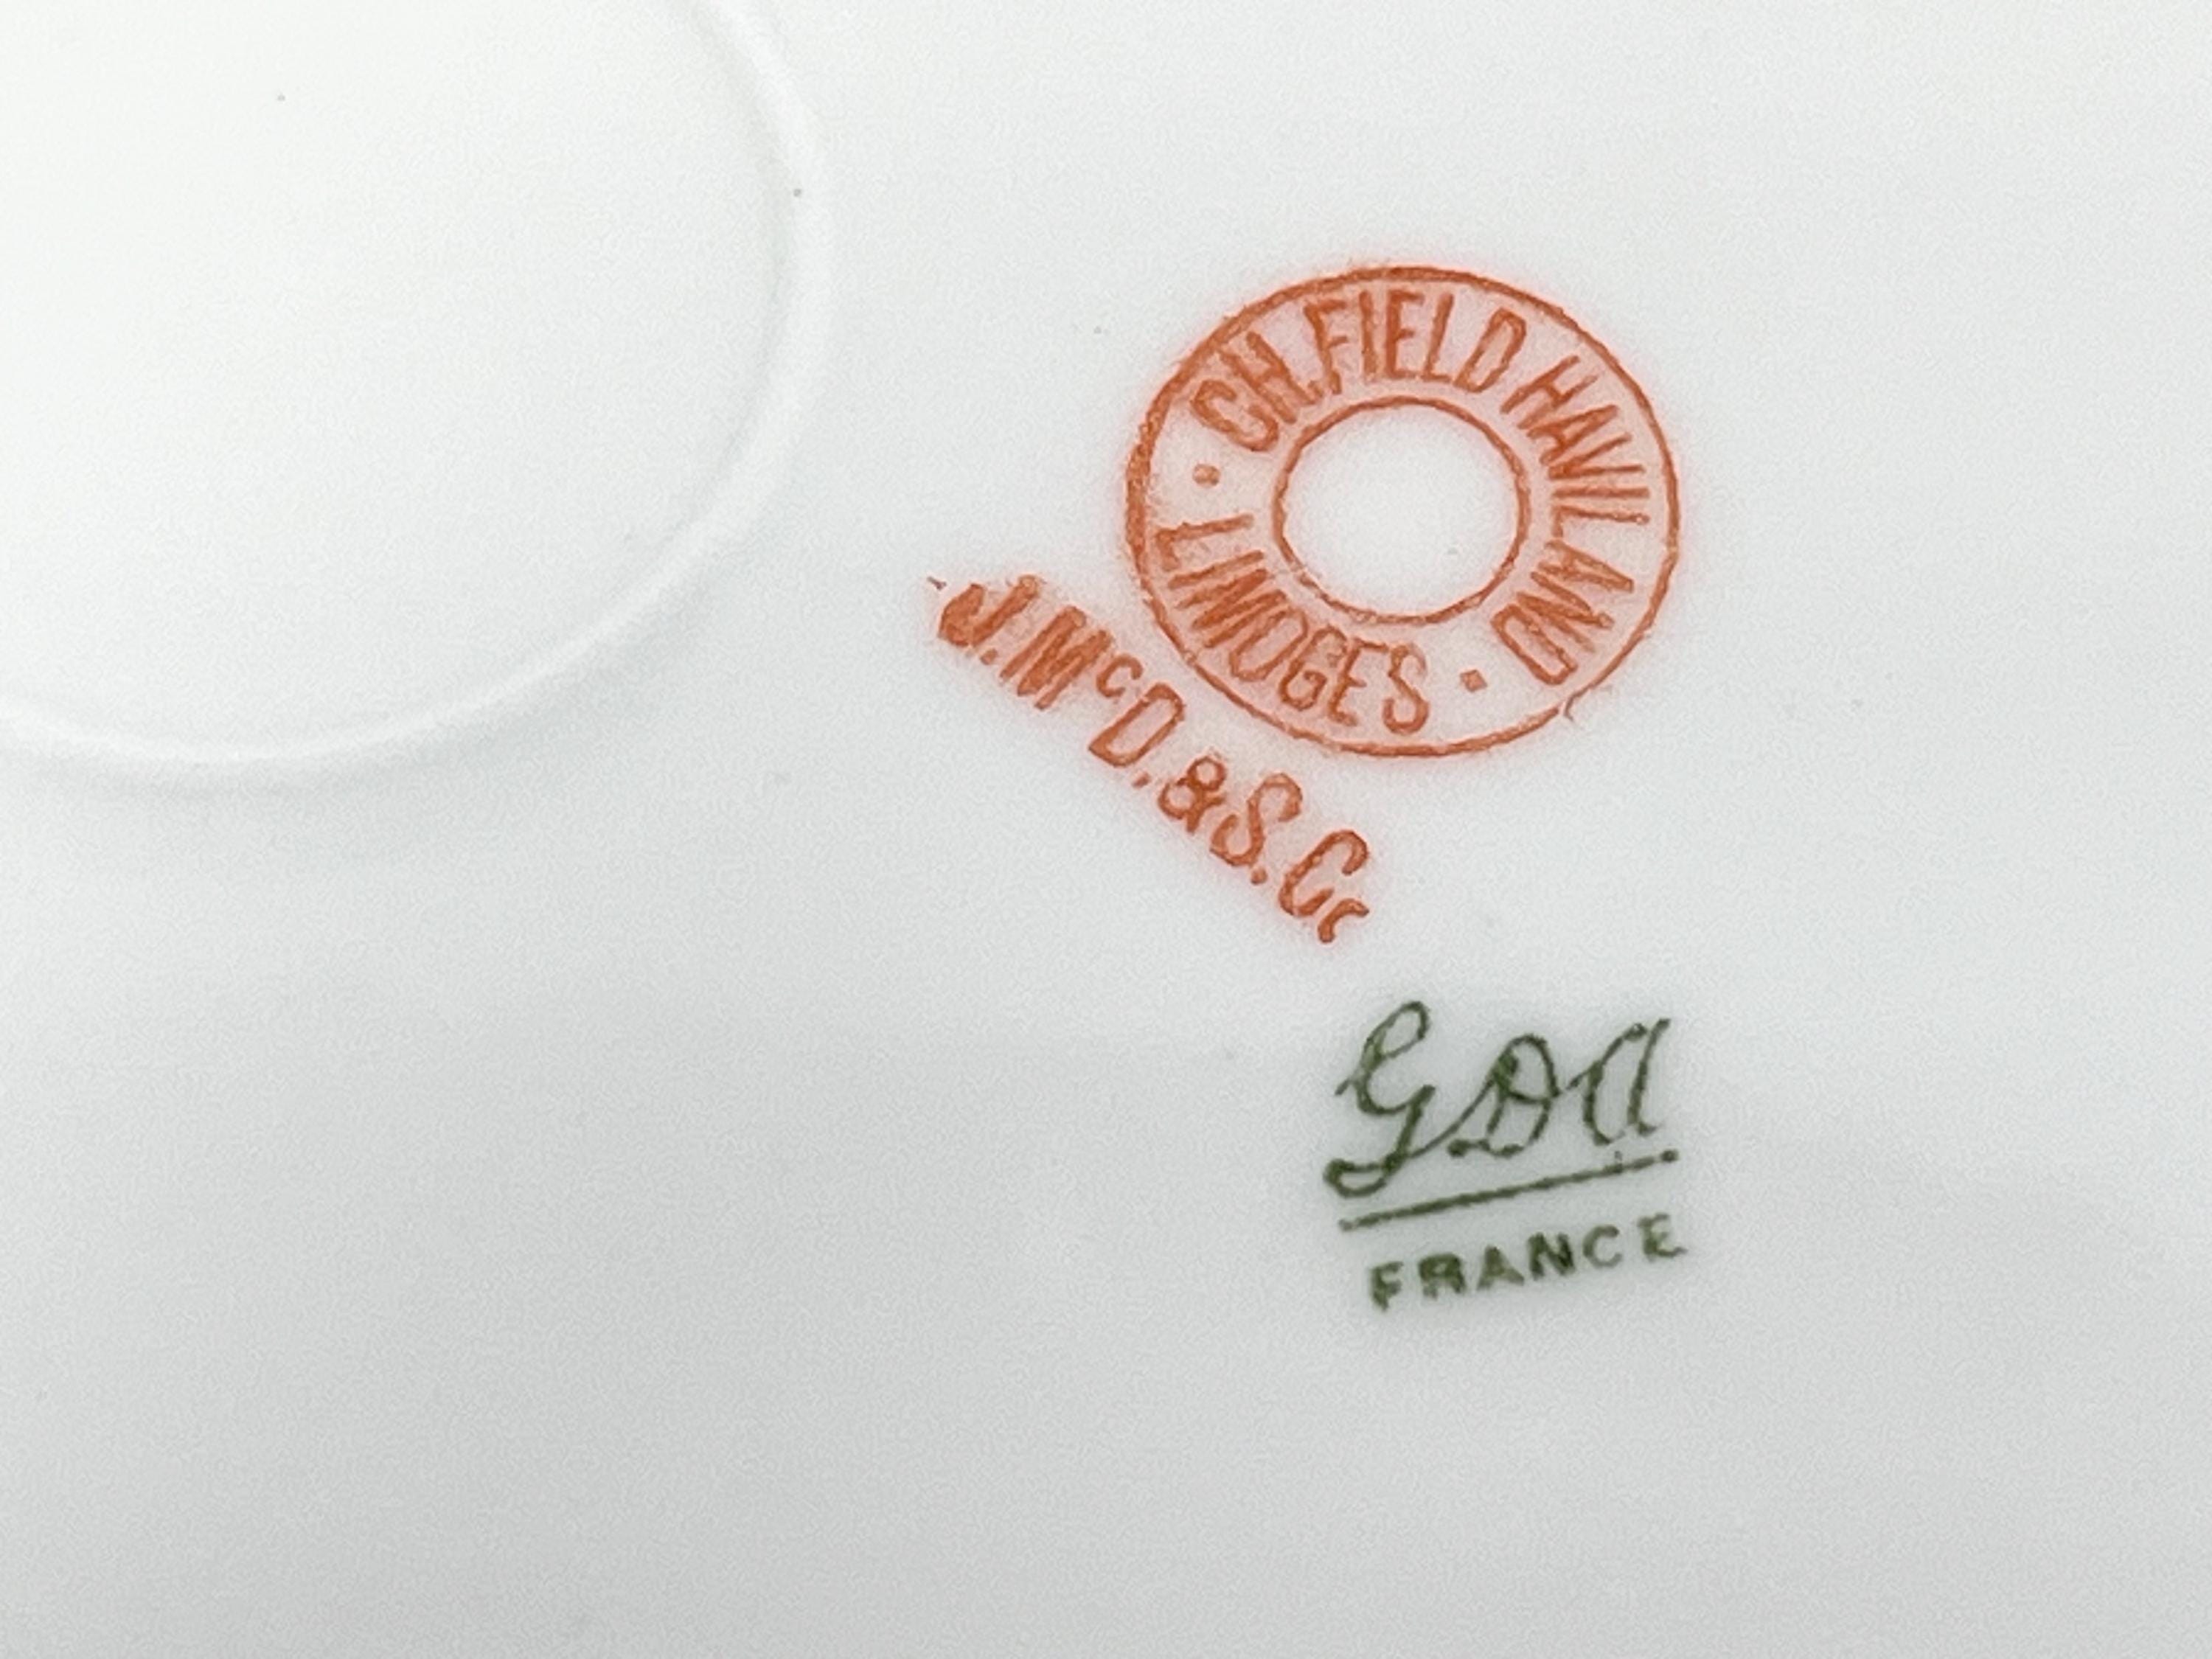 CH. FIELD HAVILAND
· LIMOGES ·
J. McD. & S. Co
GDA
FRANCE